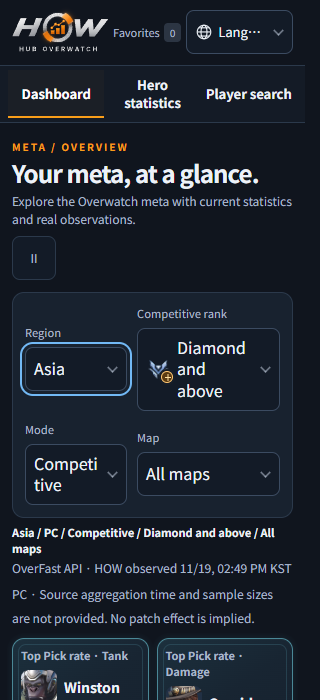 HOW
HUB OVERWATCH
Favorites 0
Lang...
Dashboard
Hero
statistics
Player search
META / OVERVIEW
Your meta, at a glance.
Explore the Overwatch meta with current statistics
and real observations.
Region
Competitive rank
Asia
Diamond
and
above
Mode
Map
Competi
tive
All maps
Asia / PC / Competitive / Diamond and above / All
maps
OverFast API · HOW observed 11/19, 02:49 PM KST
PC · Source aggregation time and sample sizes
are not provided. No patch effect is implied.
Top Pick rate · Tank
Winston
Top Pick rate ·
Damage